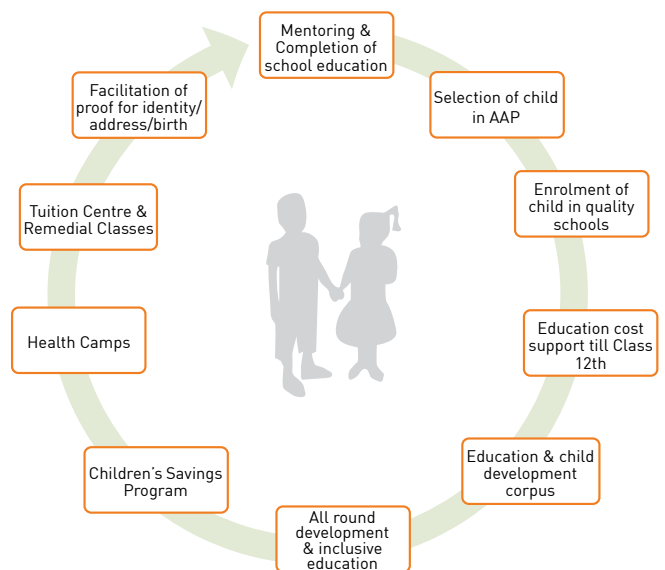 Mentoring &
Completion of
school education
Selection of child
in AAP
Enrolment of
child in quality
schools
Education cost
support till Class
12th
Education & child
development
corpus
All round
development
& inclusive
education
Children's Savings
Program
Health Camps
Tuition Centre &
Remedial Classes
Facilitation of
proof for identity/
address/birth